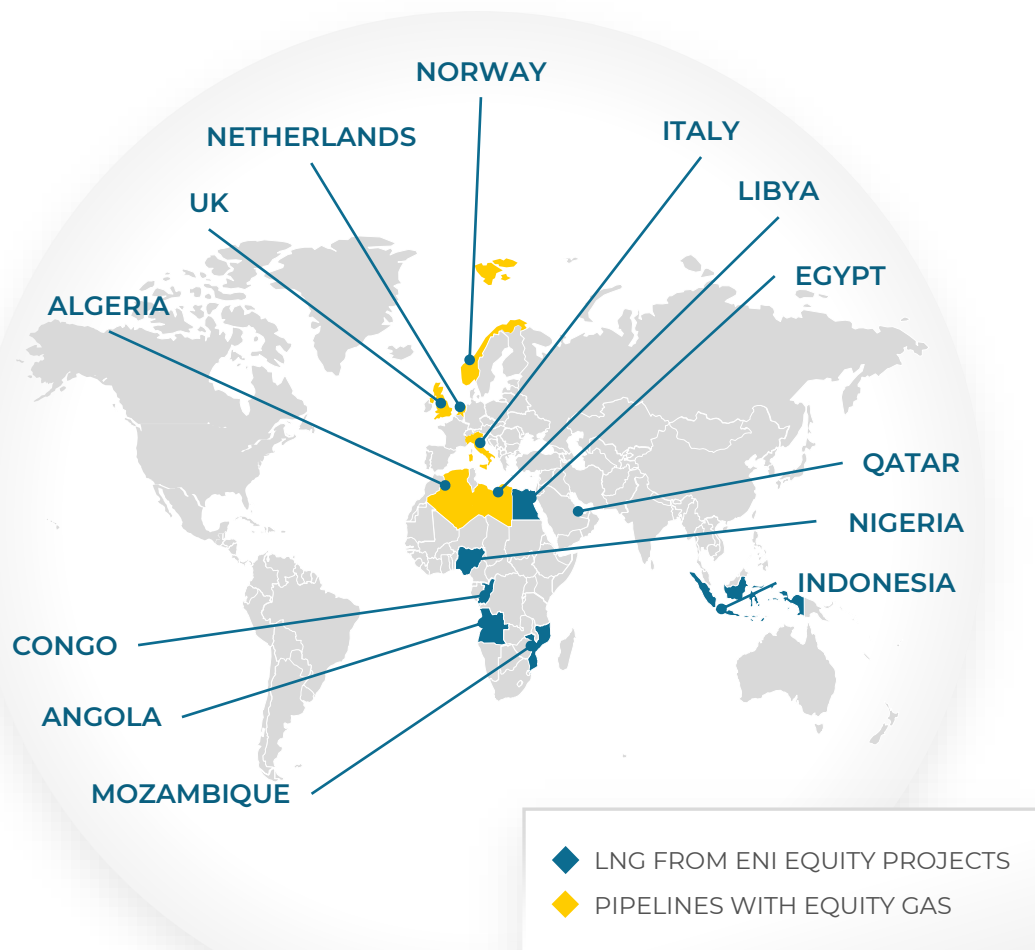 NORWAY
NETHERLANDS
ITALY
LIBYA
UK
EGYPT
ALGERIA
QATAR
NIGERIA
INDONESIA
CONGO
ANGOLA
MOZAMBIQUE
LNG FROM ENI EQUITY PROJECTS
PIPELINES WITH EQUITY GAS